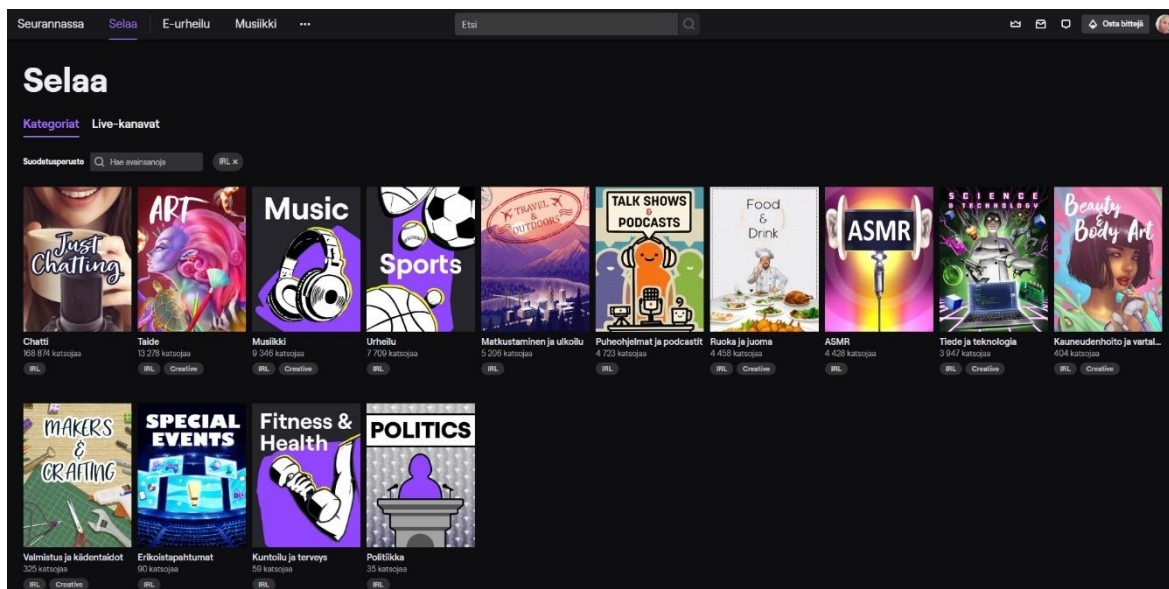 Seurannassa Selaa E-urheilu Musiikki ••• Etsi Osta bittejä
Selaa
Kategoriat Live-kanavat
Suodatusperuste Hae avainsanoja IRL ×
Just
Chatting
ART
Music
Sports
TRAVEL
&
OUTDOORS
TALK SHOWS
&
PODCASTS
Food
&
Drink
ASMR
SCIENCE
& TECHNOLOGY
Beauty
&
Body Art
Chatti
168 874 katsojaa
IRL
Taide
13 278 katsojaa
IRL Creative
Musiikki
9 346 katsojaa
IRL Creative
Urheilu
7 709 katsojaa
IRL
Matkustaminen ja ulkoilu
5 206 katsojaa
IRL
Puheohjelmat ja podcastit
4 723 katsojaa
IRL
Ruoka ja juoma
4 458 katsojaa
IRL Creative
ASMR
4 428 katsojaa
IRL
Tiede ja teknologia
3 947 katsojaa
IRL Creative
Kauneudenhoito ja vartal...
404 katsojaa
IRL Creative
MAKERS
&
CRAFTING
SPECIAL
EVENTS
Fitness &
Health
POLITICS
Valmistus ja kädentaidot
325 katsojaa
IRL Creative
Erikoistapahtumat
90 katsojaa
IRL
Kuntoilu ja terveys
59 katsojaa
IRL
Politiikka
35 katsojaa
IRL